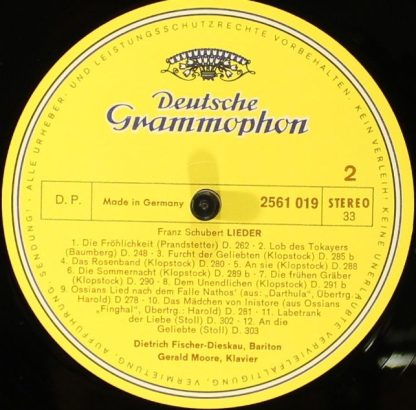 ALLE URHEBER- UND LEISTUNGSSCHUTZRECHTE VORBEHALTEN. KEIN VERLEIH! KEINE UNERLAUBTE VERVIELFÄLTIGUNG, VERMIETUNG, AUFFÜHRUNG, SENDUNG!
Deutsche
Grammophon
2
D. P.
Made in Germany
2561 019
STEREO
33
Franz Schubert LIEDER
1. Die Fröhlichkeit (Prandstetter) D. 262 · 2. Lob des Tokayers
(Baumberg) D. 248 · 3. Furcht der Geliebten (Klopstock) D. 285 b
4. Das Rosenband (Klopstock) D. 280 · 5. An sie (Klopstock) D. 288
6. Die Sommernacht (Klopstock) D. 289 b · 7. Die frühen Gräber
(Klopstock) D. 290 · 8. Dem Unendlichen (Klopstock) D. 291 b
9. Ossians Lied nach dem Falle Nathos' (aus: „Darthula", Übertrg.:
Harold) D 278 · 10. Das Mädchen von Inistore (aus Ossians
"Finghal", Übertrg.: Harold) D. 281 · 11. Labetrank
der Liebe (Stoll) D. 302 · 12. An die
Geliebte (Stoll) D. 303
Dietrich Fischer-Dieskau, Bariton
Gerald Moore, Klavier